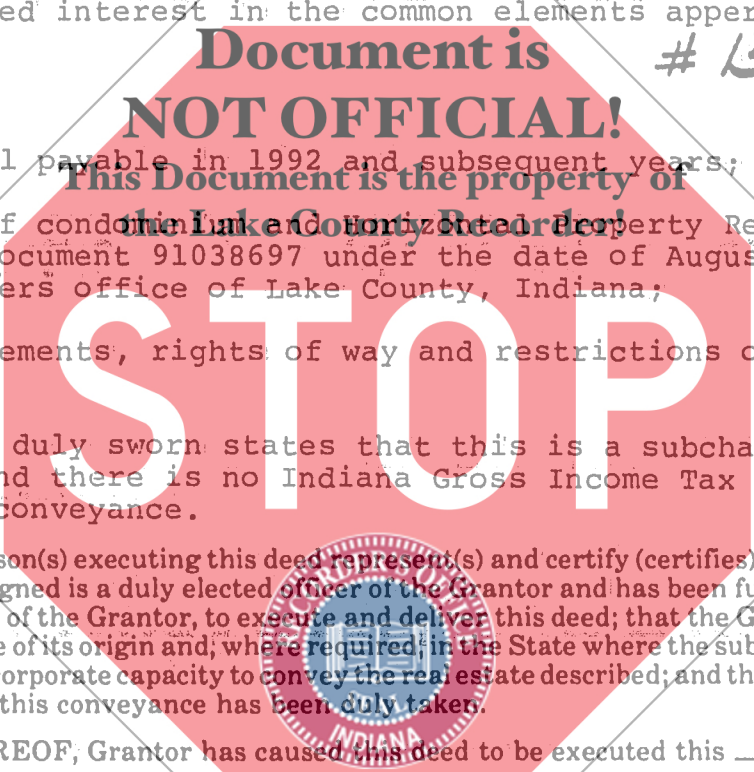 ed interest in the common elements apper
Document is
#
NOT OFFICIAL!
l payable in 1992 and subsequent years;
This Document is the property of
f condominium and Horizontal Property Re
the Lake County Recorder!
ocument 91038697 under the date of Augus
ers office of Lake County, Indiana;
STOP
ements, rights of way and restrictions o
duly sworn states that this is a subcha
nd there is no Indiana Gross Income Tax
conveyance.
son(s) executing this deed represent(s) and certify (certifies)
gned is a duly elected officer of the Grantor and has been fu
of the Grantor, to execute and deliver this deed; that the G
e of its origin and, where required, in the State where the sub
orporate capacity to convey the real estate described; and th
this conveyance has been duly taken.
RECORDER'S OFFICE
INDIANA
REOF, Grantor has caused this deed to be executed this